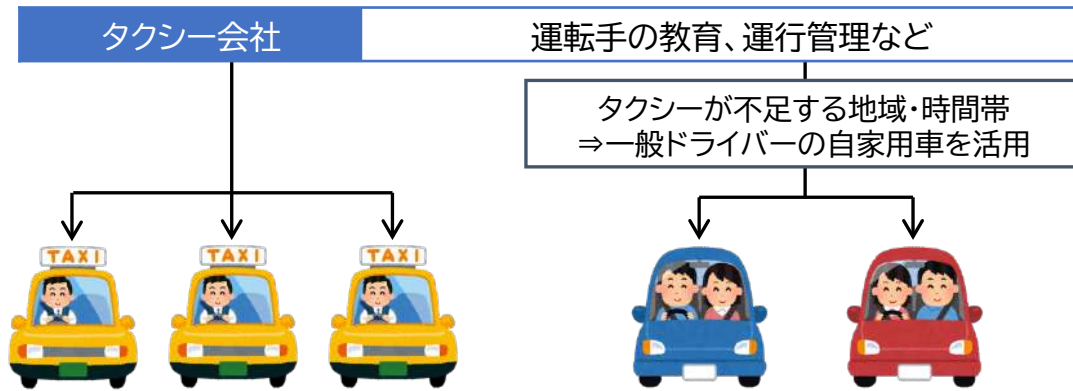 タクシー会社
運転手の教育、運行管理など
タクシーが不足する地域・時間帯
⇒一般ドライバーの自家用車を活用
TAXI
TAXI
TAXI